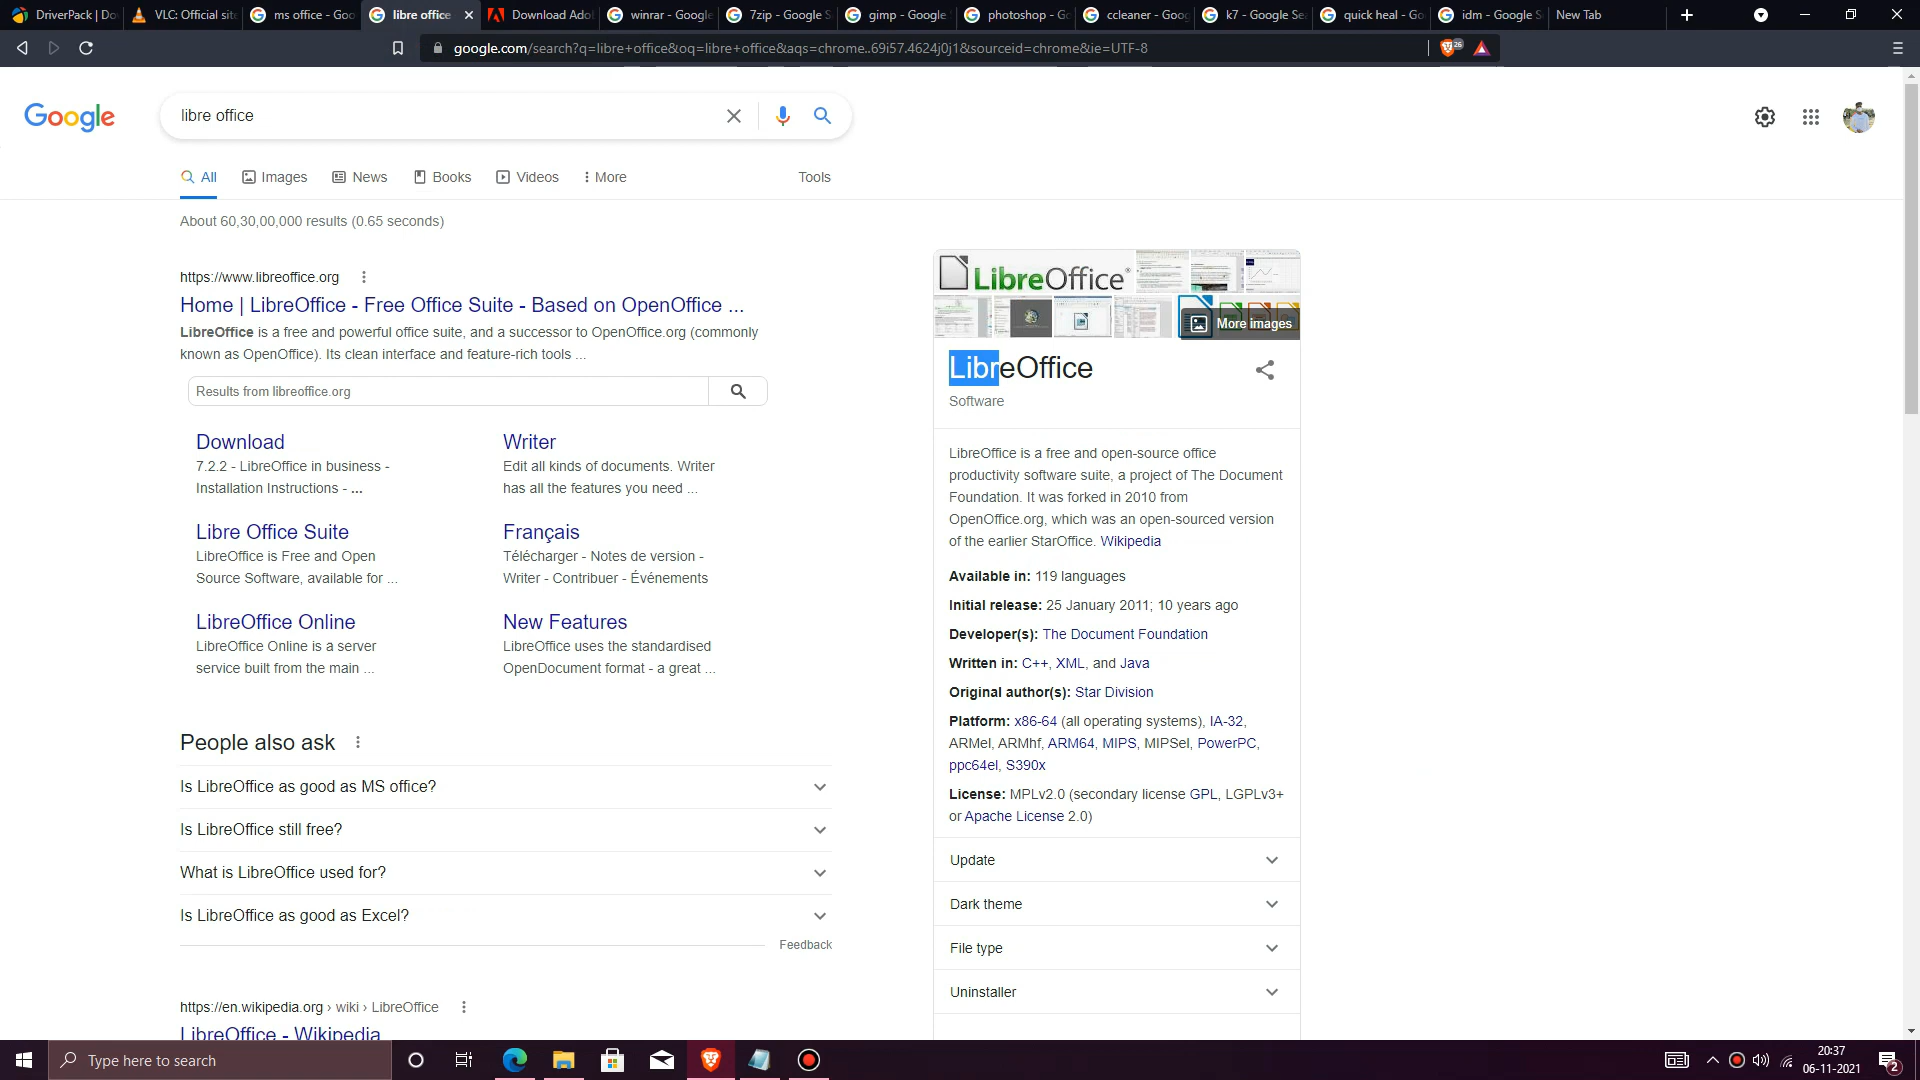 DriverPack | Do
VLC: Official sit
ms office - Goo
libre office
Download Adob
winrar - Google
7zip - Google S
gimp - Google
photoshop - Go
ccleaner - Goog
k7 - Google Sea
quick heal - Go
idm - Google S
New Tab
google.com/search?q=libre+office&oq=libre+office&aqs=chrome..69i57.4624j0j1&sourceid=chrome&ie=UTF-8
26
Google
libre office
All
Images
News
Books
Videos
More
Tools
About 60,30,00,000 results (0.65 seconds)
https://www.libreoffice.org
Home | LibreOffice - Free Office Suite - Based on OpenOffice ...
LibreOffice is a free and powerful office suite, and a successor to OpenOffice.org (commonly
known as OpenOffice). Its clean interface and feature-rich tools ...
Results from libreoffice.org
Download
7.2.2 - LibreOffice in business -
Installation Instructions - ...
Writer
Edit all kinds of documents. Writer
has all the features you need ...
Libre Office Suite
LibreOffice is Free and Open
Source Software, available for ...
Français
Télécharger - Notes de version -
Writer - Contribuer - Événements
LibreOffice Online
LibreOffice Online is a server
service built from the main ...
New Features
LibreOffice uses the standardised
OpenDocument format - a great ...
People also ask
Is LibreOffice as good as MS office?
Is LibreOffice still free?
What is LibreOffice used for?
Is LibreOffice as good as Excel?
Feedback
https://en.wikipedia.org › wiki › LibreOffice
LibreOffice - Wikipedia
LibreOffice
More images
LibreOffice
Software
LibreOffice is a free and open-source office
productivity software suite, a project of The Document
Foundation. It was forked in 2010 from
OpenOffice.org, which was an open-sourced version
of the earlier StarOffice. Wikipedia
Available in: 119 languages
Initial release: 25 January 2011; 10 years ago
Developer(s): The Document Foundation
Written in: C++, XML, and Java
Original author(s): Star Division
Platform: x86-64 (all operating systems), IA-32,
ARMel, ARMhf, ARM64, MIPS, MIPSel, PowerPC,
ppc64el, S390x
License: MPLv2.0 (secondary license GPL, LGPLv3+
or Apache License 2.0)
Update
Dark theme
File type
Uninstaller
Type here to search
20:37
06-11-2021
2